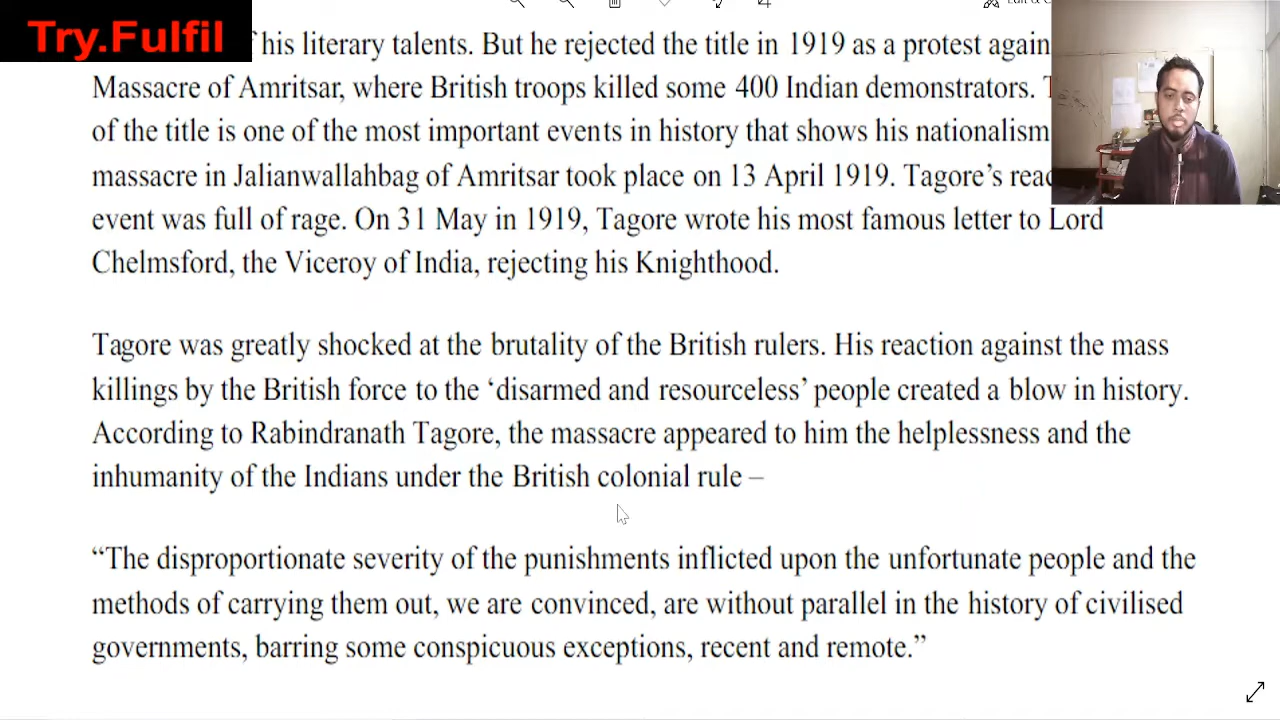 Try.Fulfil
his literary talents. But he rejected the title in 1919 as a protest
Massacre of Amritsar, where British troops killed some 400 Indian demonstrators.
of the title is one of the most important events in history that shows his nationalism
massacre in Jalianwallahbag of Amritsar took place on 13 April 1919. Tagore’s
event was full of rage. On 31 May in 1919, Tagore wrote his most famous letter to Lord
Chelmsford, the Viceroy of India, rejecting his Knighthood.
Tagore was greatly shocked at the brutality of the British rulers. His reaction against the mass
killings by the British force to the ‘disarmed and resourceless’ people created a blow in history.
According to Rabindranath Tagore, the massacre appeared to him the helplessness and the
inhumanity of the Indians under the British colonial rule –
“The disproportionate severity of the punishments inflicted upon the unfortunate people and the
methods of carrying them out, we are convinced, are without parallel in the history of civilised
governments, barring some conspicuous exceptions, recent and remote.”